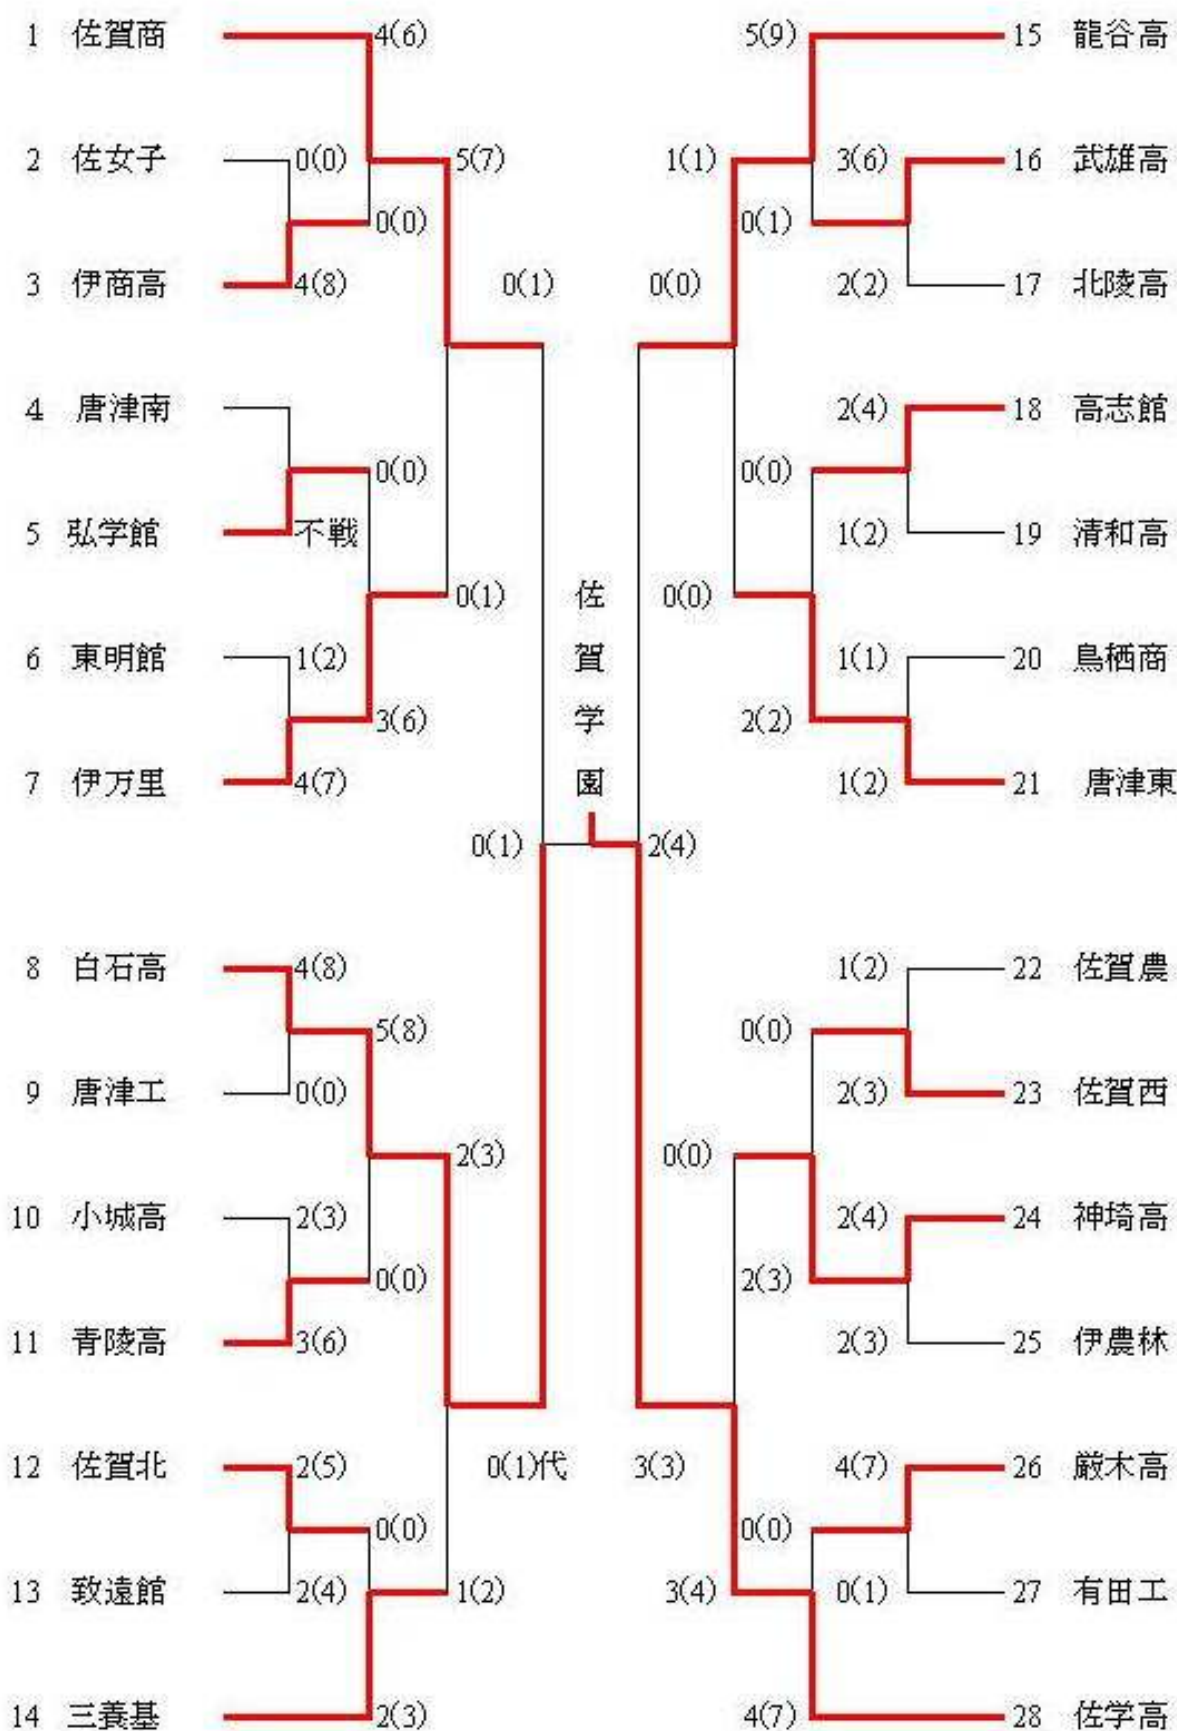 1 佐賀商 4(6)
5(9) 15 龍谷高
2 佐女子 0(0) 5(7)
1(1) 3(6) 16 武雄高
0(0)
0(1)
3 伊商高 4(8) 0(1)
0(0) 2(2) 17 北陵高
4 唐津南
2(4) 18 高志館
0(0)
0(0)
5 弘学館 不戦
1(2) 19 清和高
0(1)
佐賀学園
0(0)
6 東明館 1(2)
1(1) 20 鳥栖商
3(6)
2(2)
7 伊万里 4(7)
1(2) 21 唐津東
0(1)
2(4)
8 白石高 4(8)
1(2) 22 佐賀農
5(8)
0(0)
9 唐津工 0(0)
2(3) 23 佐賀西
2(3)
0(0)
10 小城高 2(3)
2(4) 24 神埼高
0(0)
2(3)
11 青陵高 3(6)
2(3) 25 伊農林
12 佐賀北 2(5) 0(1)代
3(3) 4(7) 26 厳木高
0(0)
0(0)
13 致遠館 2(4) 1(2)
3(4) 0(1) 27 有田工
14 三養基 2(3)
4(7) 28 佐学高